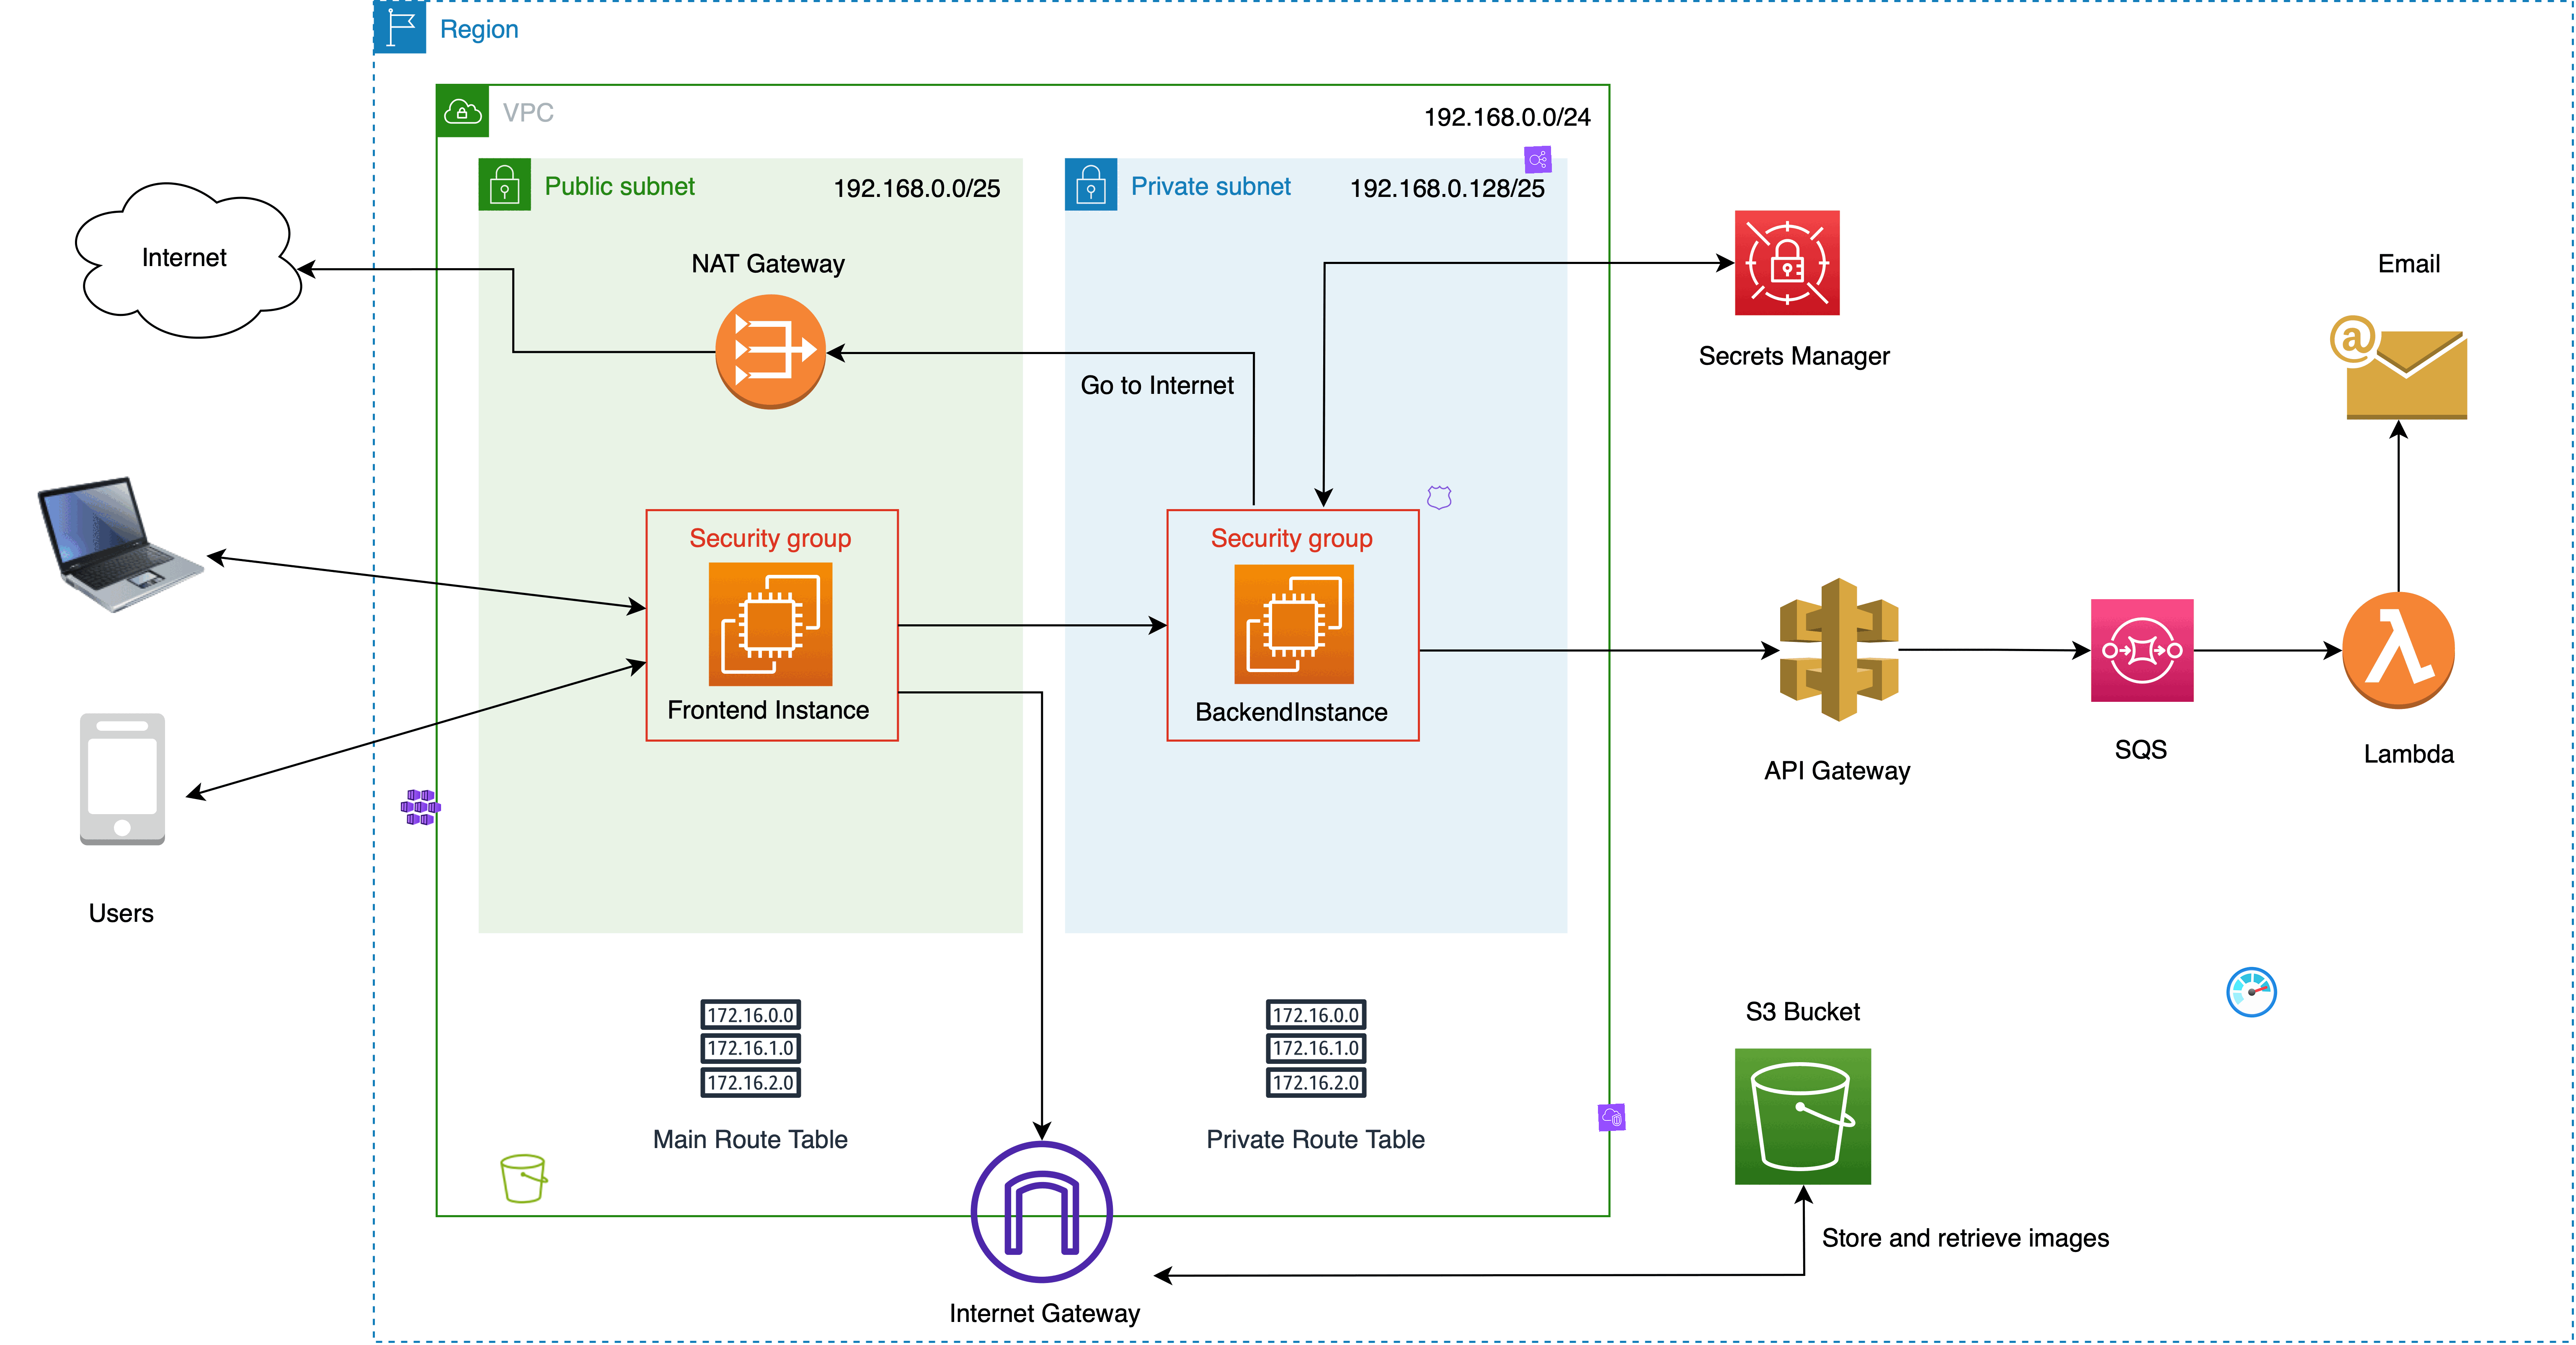 Region
VPC
192.168.0.0/24
Public subnet
192.168.0.0/25
Private subnet
192.168.0.128/25
Internet
NAT Gateway
Go to Internet
Secrets Manager
Email
@
Security group
Frontend Instance
Security group
BackendInstance
API Gateway
SQS
Lambda
Users
172.16.0.0
172.16.1.0
172.16.2.0
Main Route Table
172.16.0.0
172.16.1.0
172.16.2.0
Private Route Table
S3 Bucket
Store and retrieve images
Internet Gateway